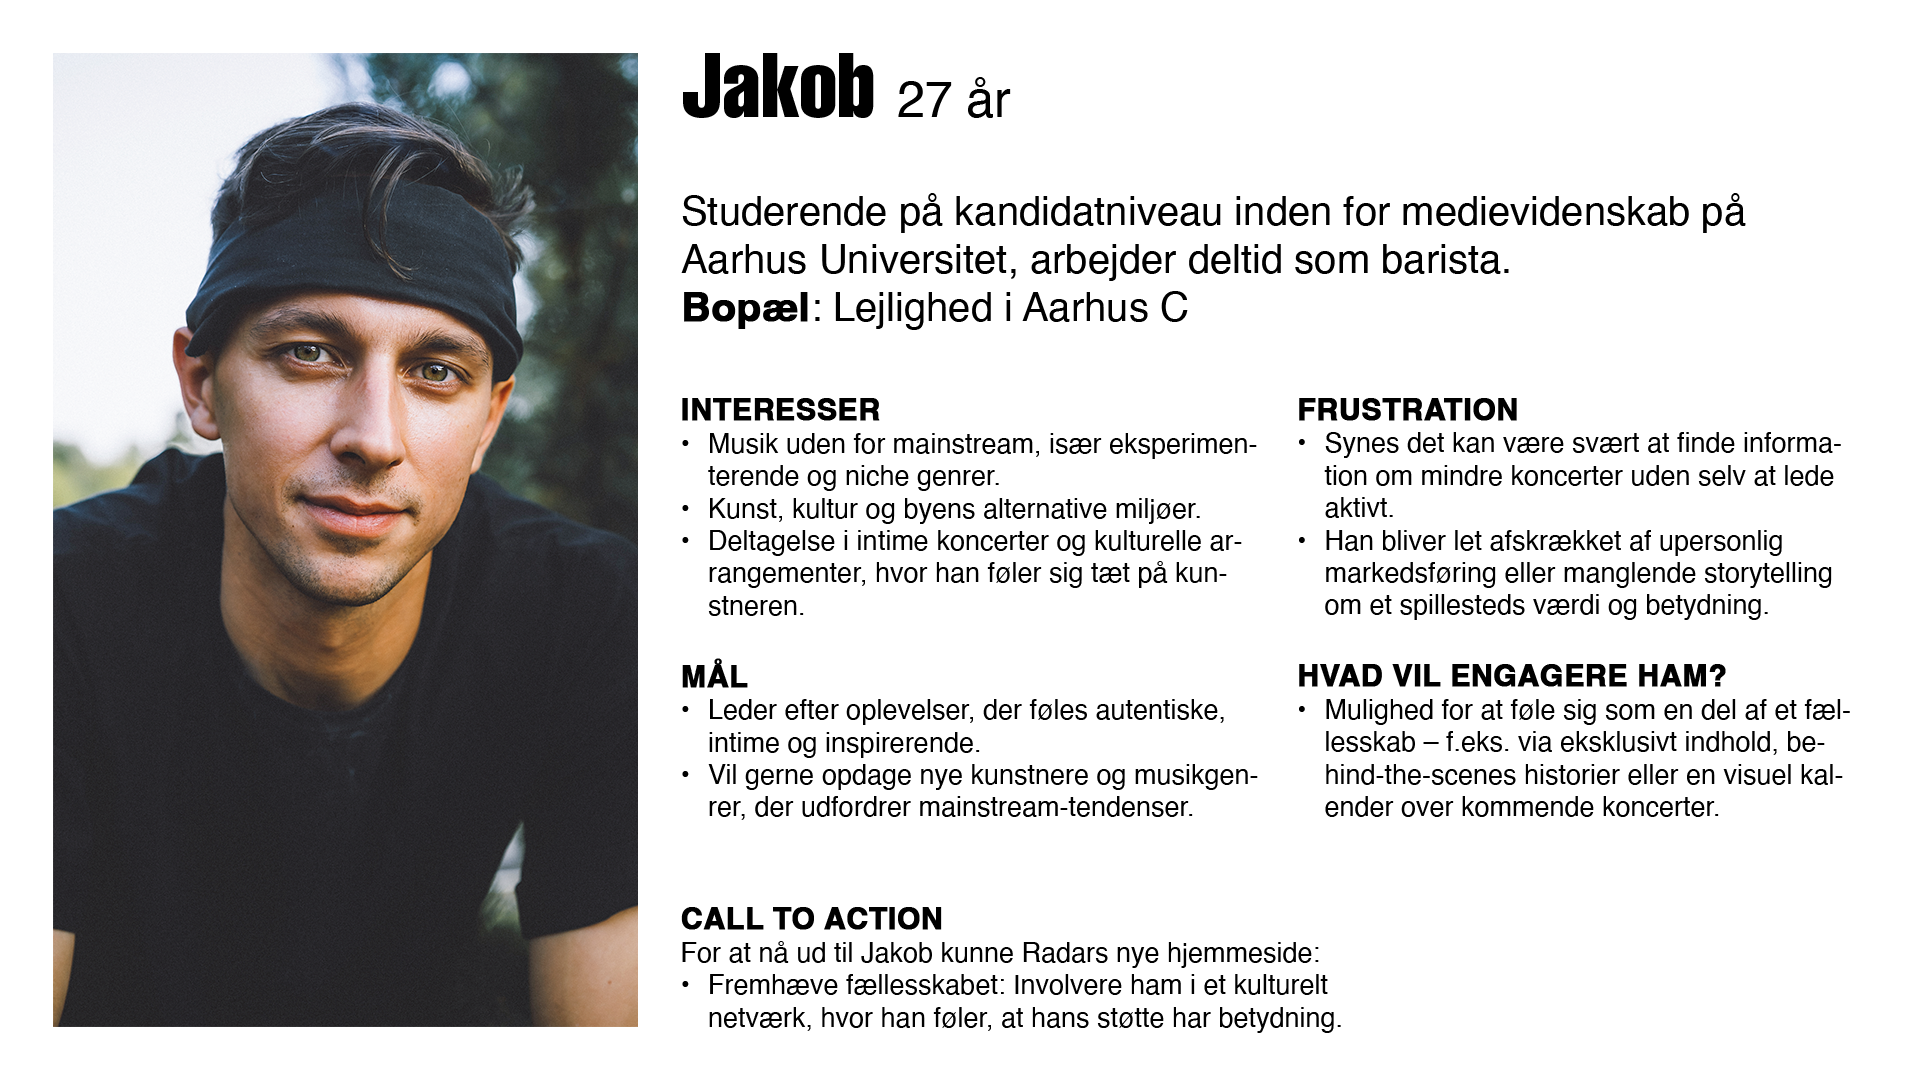 Jakob 27 år
Studerende på kandidatniveau inden for medievidenskab på
Aarhus Universitet, arbejder deltid som barista.
Bopæl: Lejlighed i Aarhus C
INTERESSER
• Musik uden for mainstream, især eksperimen-
terende og niche genrer.
• Kunst, kultur og byens alternative miljøer.
• Deltagelse i intime koncerter og kulturelle ar-
rangementer, hvor han føler sig tæt på kun-
stneren.
FRUSTRATION
• Synes det kan være svært at finde informa-
tion om mindre koncerter uden selv at lede
aktivt.
• Han bliver let afskrækket af upersonlig
markedsføring eller manglende storytelling
om et spillesteds værdi og betydning.
MÅL
• Leder efter oplevelser, der føles autentiske,
intime og inspirerende.
• Vil gerne opdage nye kunstnere og musikgen-
rer, der udfordrer mainstream-tendenser.
HVAD VIL ENGAGERE HAM?
• Mulighed for at føle sig som en del af et fæl-
lesskab – f.eks. via eksklusivt indhold, be-
hind-the-scenes historier eller en visuel kal-
ender over kommende koncerter.
CALL TO ACTION
For at nå ud til Jakob kunne Radars nye hjemmeside:
• Fremhæve fællesskabet: Involvere ham i et kulturelt
netværk, hvor han føler, at hans støtte har betydning.